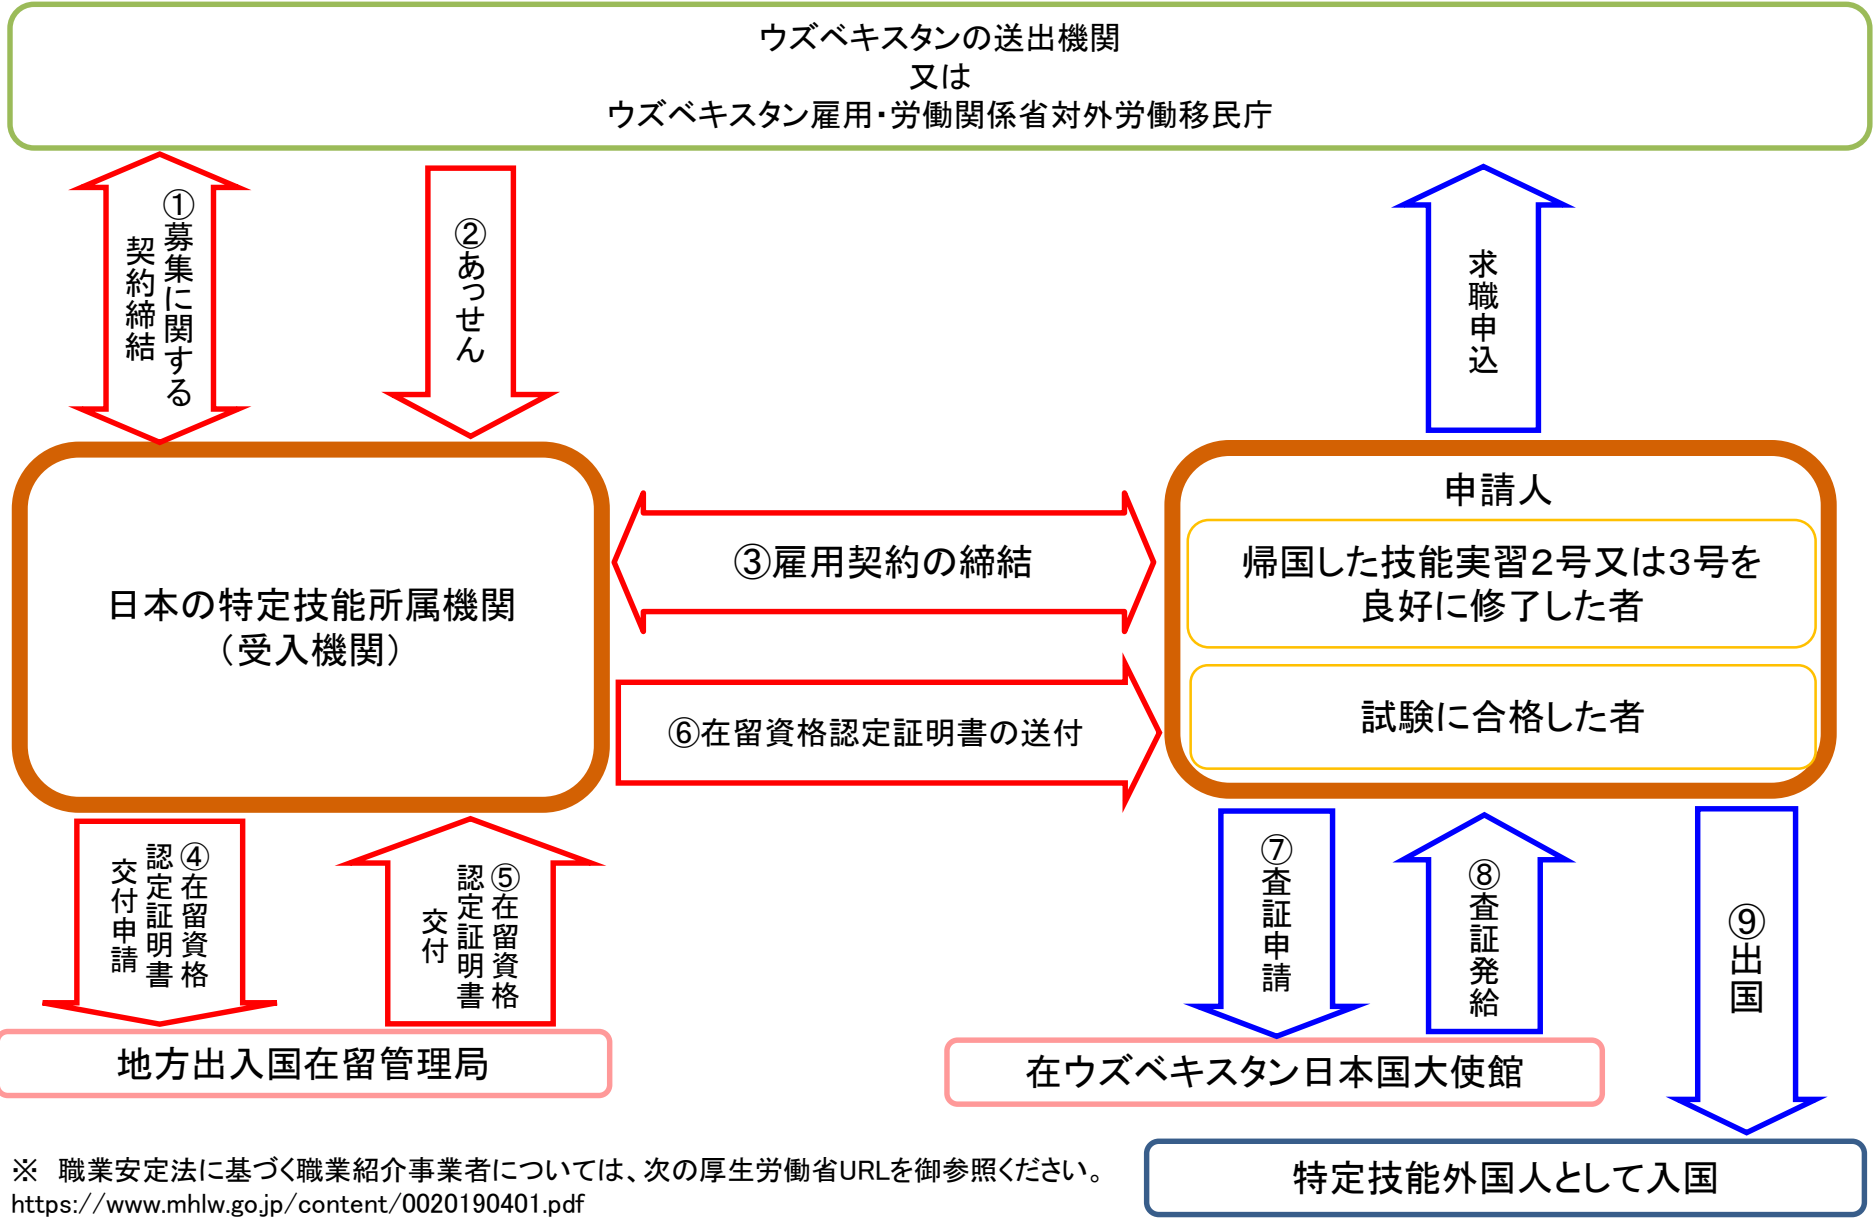 ウズベキスタンの送出機関
又は
ウズベキスタン雇用・労働関係省対外労働移民庁
①募集に関する
契約締結
②あっせん
求職申込
日本の特定技能所属機関
（受入機関）
③雇用契約の締結
⑥在留資格認定証明書の送付
申請人
帰国した技能実習２号又は３号を
良好に修了した者
試験に合格した者
④在留資格
認定証明書
交付申請
⑤在留資格
認定証明書
交付
⑦査証申請
⑧査証発給
⑨出国
地方出入国在留管理局
在ウズベキスタン日本国大使館
特定技能外国人として入国
※　職業安定法に基づく職業紹介事業者については、次の厚生労働省URLを御参照ください。
https://www.mhlw.go.jp/content/0020190401.pdf